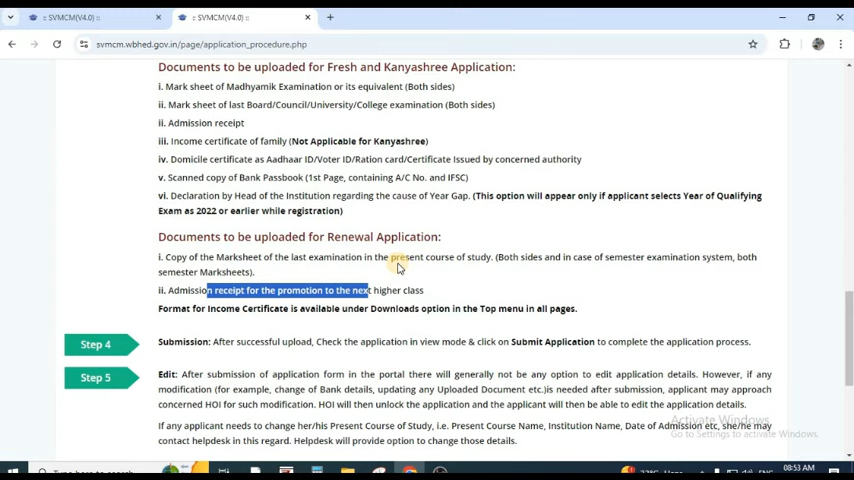 :: SVMCM(V4.0) ::
:: SVMCM(V4.0) ::
svmcm.wbhed.gov.in/page/application_procedure.php
Documents to be uploaded for Fresh and Kanyashree Application:
i. Mark sheet of Madhyamik Examination or its equivalent (Both sides)
ii. Mark sheet of last Board/Council/University/College examination (Both sides)
ii. Admission receipt
iii. Income certificate of family (Not Applicable for Kanyashree)
iv. Domicile certificate as Aadhaar ID/Voter ID/Ration card/Certificate Issued by concerned authority
v. Scanned copy of Bank Passbook (1st Page, containing A/C No. and IFSC)
vi. Declaration by Head of the Institution regarding the cause of Year Gap. (This option will appear only if applicant selects Year of Qualifying
Exam as 2022 or earlier while registration)
Documents to be uploaded for Renewal Application:
i. Copy of the Marksheet of the last examination in the present course of study. (Both sides and in case of semester examination system, both
semester Marksheets).
ii. Admission receipt for the promotion to the next higher class
Format for Income Certificate is available under Downloads option in the Top menu in all pages.
Step 4
Submission: After successful upload, Check the application in view mode & click on Submit Application to complete the application process.
Step 5
Edit: After submission of application form in the portal there will generally not be any option to edit application details. However, if any
modification (for example, change of Bank details, updating any Uploaded Document etc.)is needed after submission, applicant may approach
concerned HOI for such modification. HOI will then unlock the application and the applicant will then be able to edit the application details.
If any applicant needs to change her/his Present Course of Study, i.e. Present Course Name, Institution Name, Date of Admission etc, she/he may
contact helpdesk in this regard. Helpdesk will provide option to change those details.
Activate Windows
Go to Settings to activate Windows.
Type here to search
ENG
08:53 AM